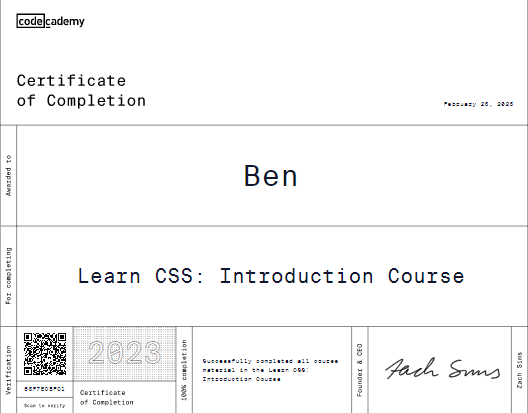 codecademy
Certificate
of Completion
February 25, 2025
Awarded to
Ben
For completing
Learn CSS: Introduction Course
Verification
Scan to verify
2023
Certificate
of Completion
100% completion
Successfully completed all course
material in the Learn CSS:
Introduction Course
Founder & CEO
Zach Sims
Zach Sims